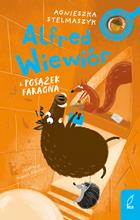 AGNIESZKA
STELMASZYK
Alfred
Wiewiór
i POSĄŻEK
FARAONA